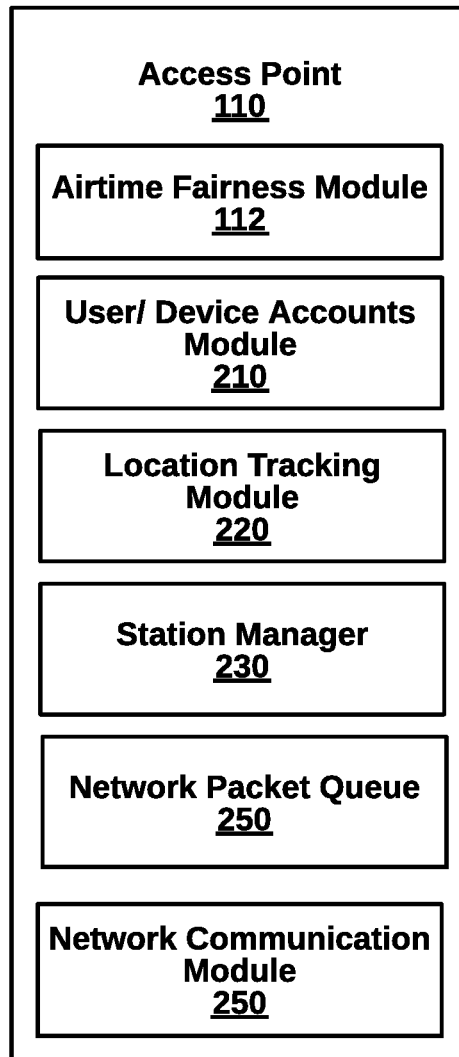 Access Point
110
Airtime Fairness Module
112
User/ Device Accounts
Module
210
Location Tracking
Module
220
Station Manager
230
Network Packet Queue
250
Network Communication
Module
250